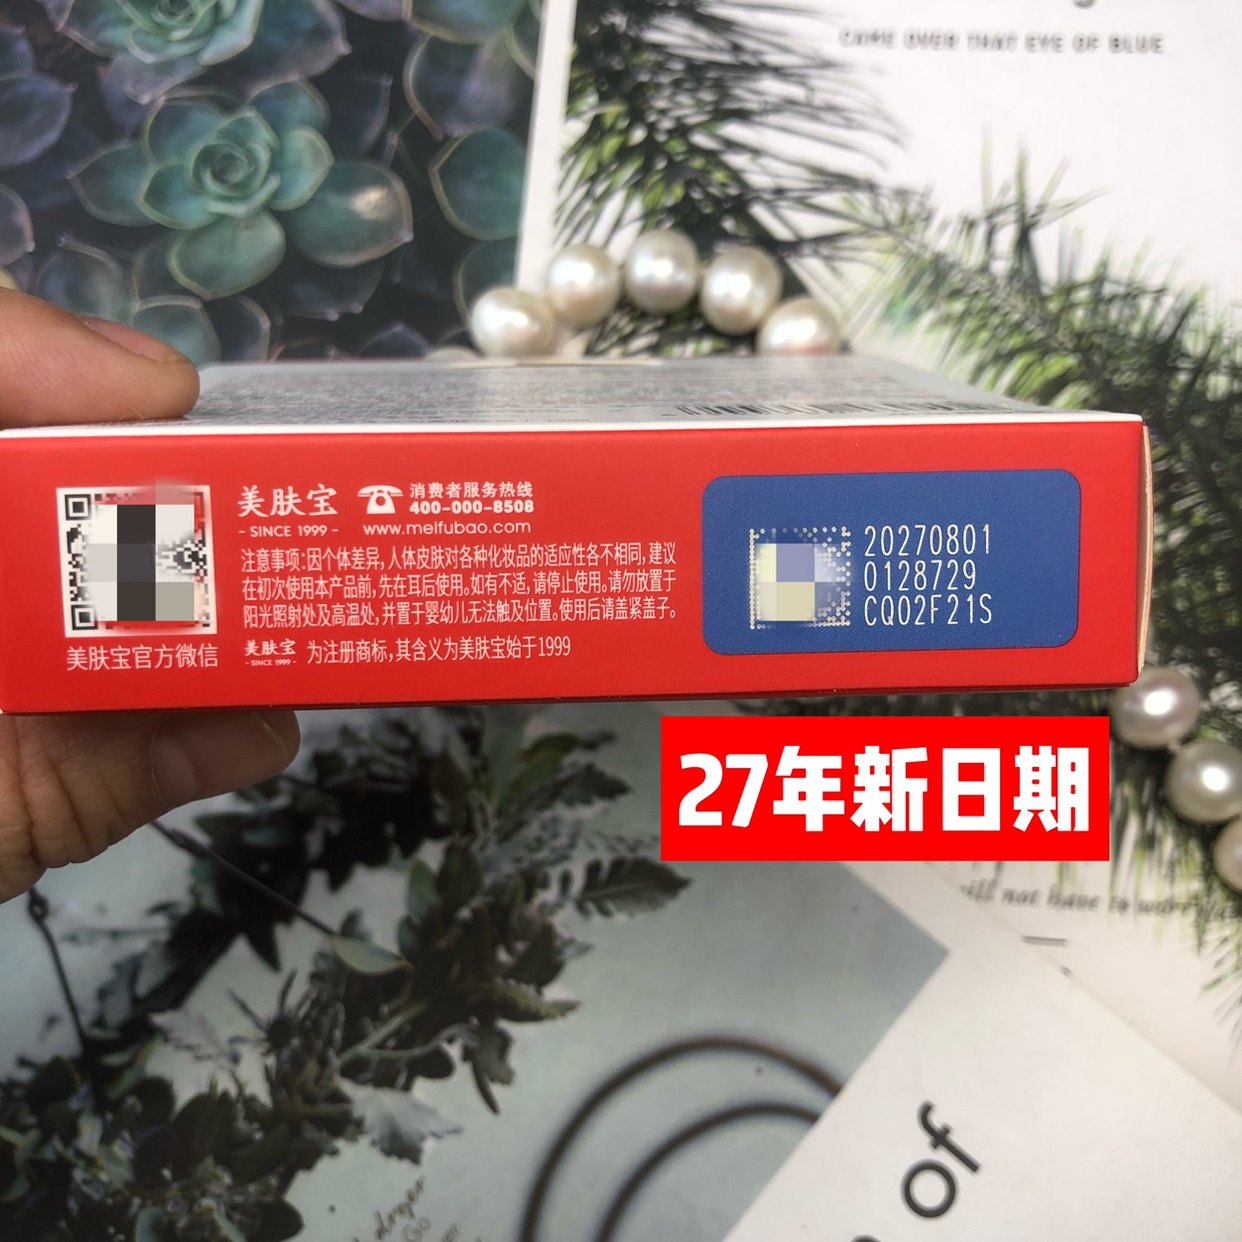 CAME OVER THAT EYE OF BLUE
美肤宝
- SINCE 1999 -
消费者服务热线
400-000-8508
www.meifubao.com
注意事项:因个体差异,人体皮肤对各种化妆品的适应性各不相同,建议
在初次使用本产品前,先在耳后使用。如有不适,请停止使用。请勿放置于
阳光照射处及高温处,并置于婴幼儿无法触及位置。使用后请盖紧盖子。
美肤宝官方微信
美肤宝
- SINCE 1999 -
为注册商标,其含义为美肤宝始于1999
20270801
0128729
CQ02F21S
27年新日期
will not have to worry
of